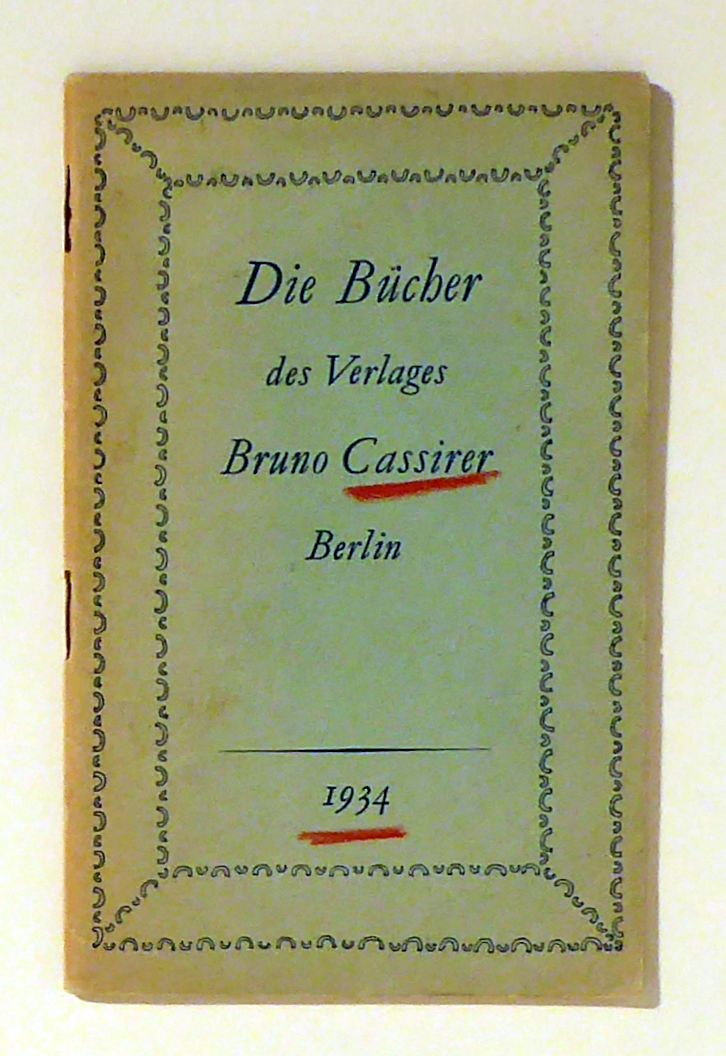 Die Bücher
des Verlages
Bruno Cassirer
Berlin
1934